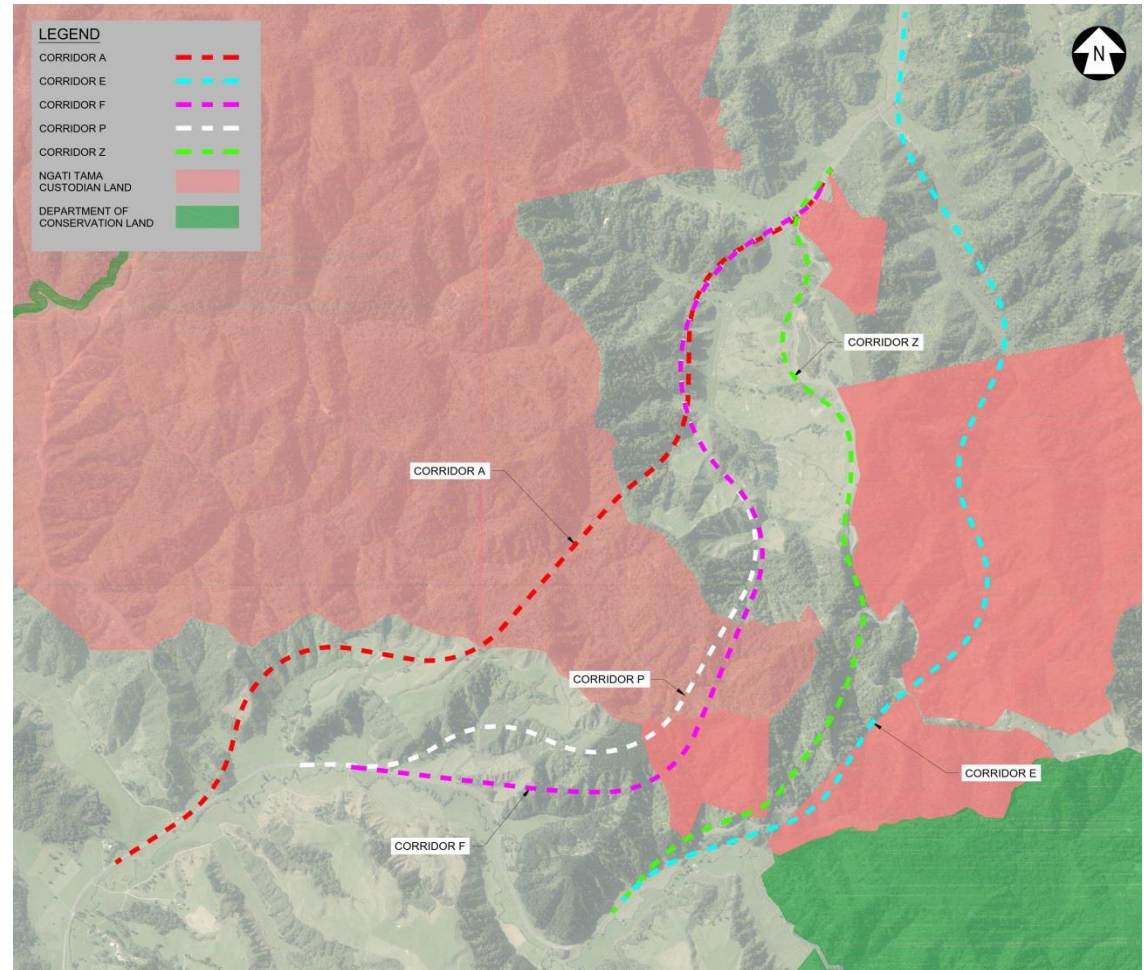 LEGEND
CORRIDOR A
CORRIDOR E
CORRIDOR F
CORRIDOR P
CORRIDOR Z
NGATI TAMA
CUSTODIAN LAND
DEPARTMENT OF
CONSERVATION LAND
N
CORRIDOR Z
CORRIDOR A
CORRIDOR P
CORRIDOR E
CORRIDOR F